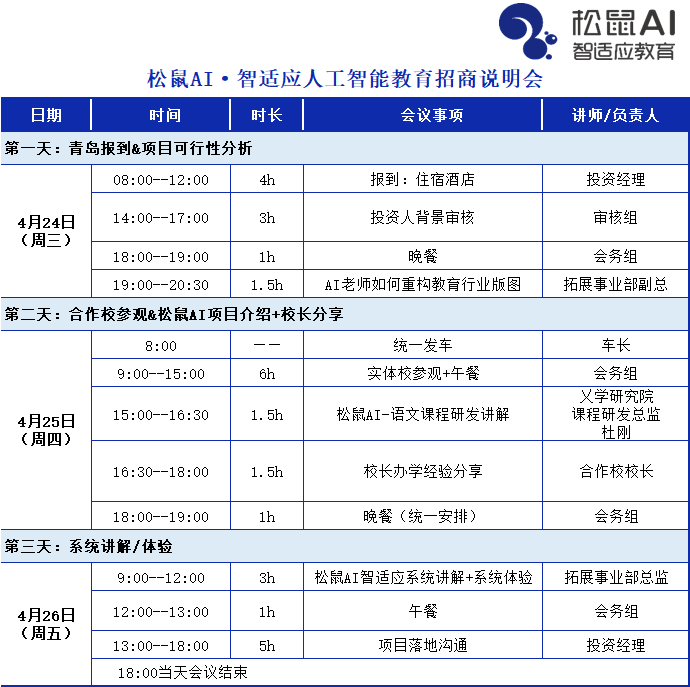 松鼠AI
智适应教育
松鼠AI·智适应人工智能教育招商说明会
日期 时间 时长 会议事项 讲师/负责人
第一天：青岛报到&项目可行性分析
4月24日
（周三）
08:00--12:00 4h 报到：住宿酒店 投资经理
14:00--17:00 3h 投资人背景审核 审核组
18:00--19:00 1h 晚餐 会务组
19:00--20:30 1.5h AI老师如何重构教育行业版图 拓展事业部副总
第二天：合作校参观&松鼠AI项目介绍+校长分享
4月25日
（周四）
8:00 －－ 统一发车 车长
9:00--15:00 6h 实体校参观+午餐 会务组
15:00--16:30 1.5h 松鼠AI-语文课程研发讲解 乂学研究院
课程研发总监
杜刚
16:30--18:00 1.5h 校长办学经验分享 合作校校长
18:00--19:00 1h 晚餐（统一安排） 会务组
第三天：系统讲解/体验
4月26日
（周五）
9:00--12:00 3h 松鼠AI智适应系统讲解+系统体验 拓展事业部总监
12:00--13:00 1h 午餐 会务组
13:00--18:00 5h 项目落地沟通 投资经理
18:00当天会议结束